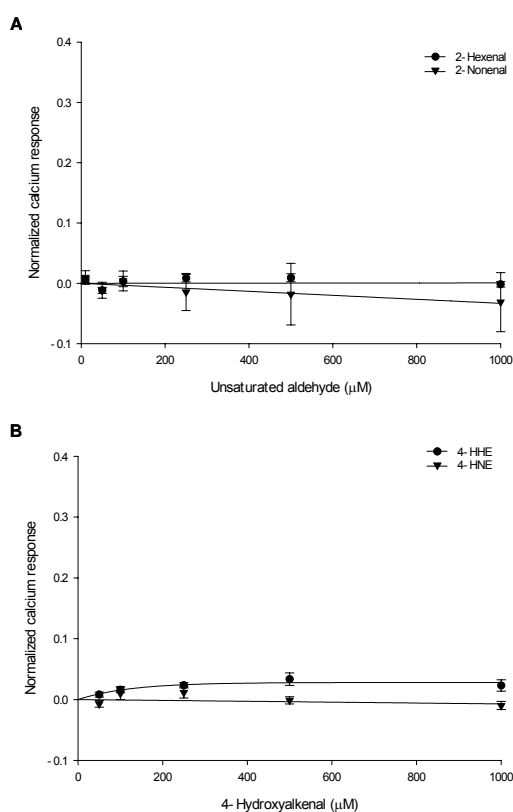 A
0.4
0.3
0.2
0.1
0.0
-0.1
Normalized calcium response
2-Hexenal
2-Nonenal
0 200 400 600 800 1000
Unsaturated aldehyde (μM)
B
0.4
0.3
0.2
0.1
0.0
-0.1
Normalized calcium response
4-HHE
4-HNE
0 200 400 600 800 1000
4-Hydroxyalkenal (μM)